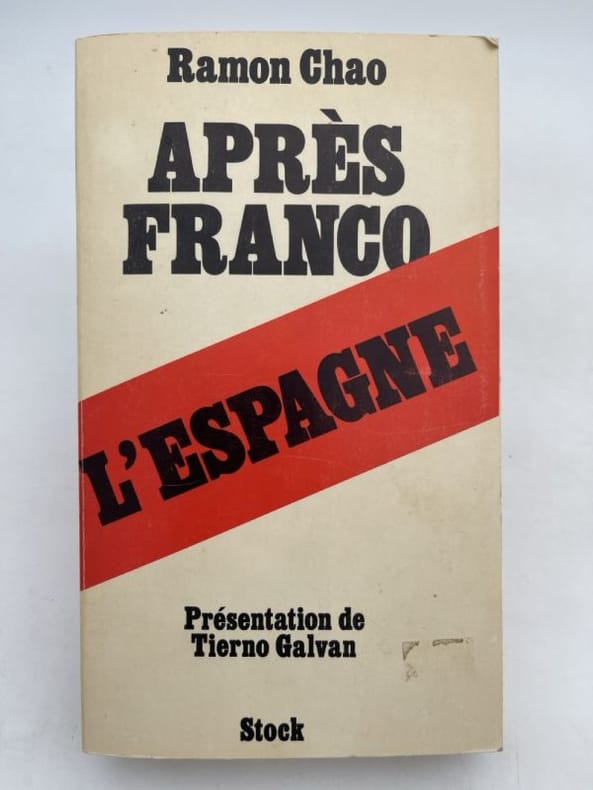 Ramon Chao
APRÈS
FRANCO
L'ESPAGNE
Présentation de
Tierno Galvan
Stock